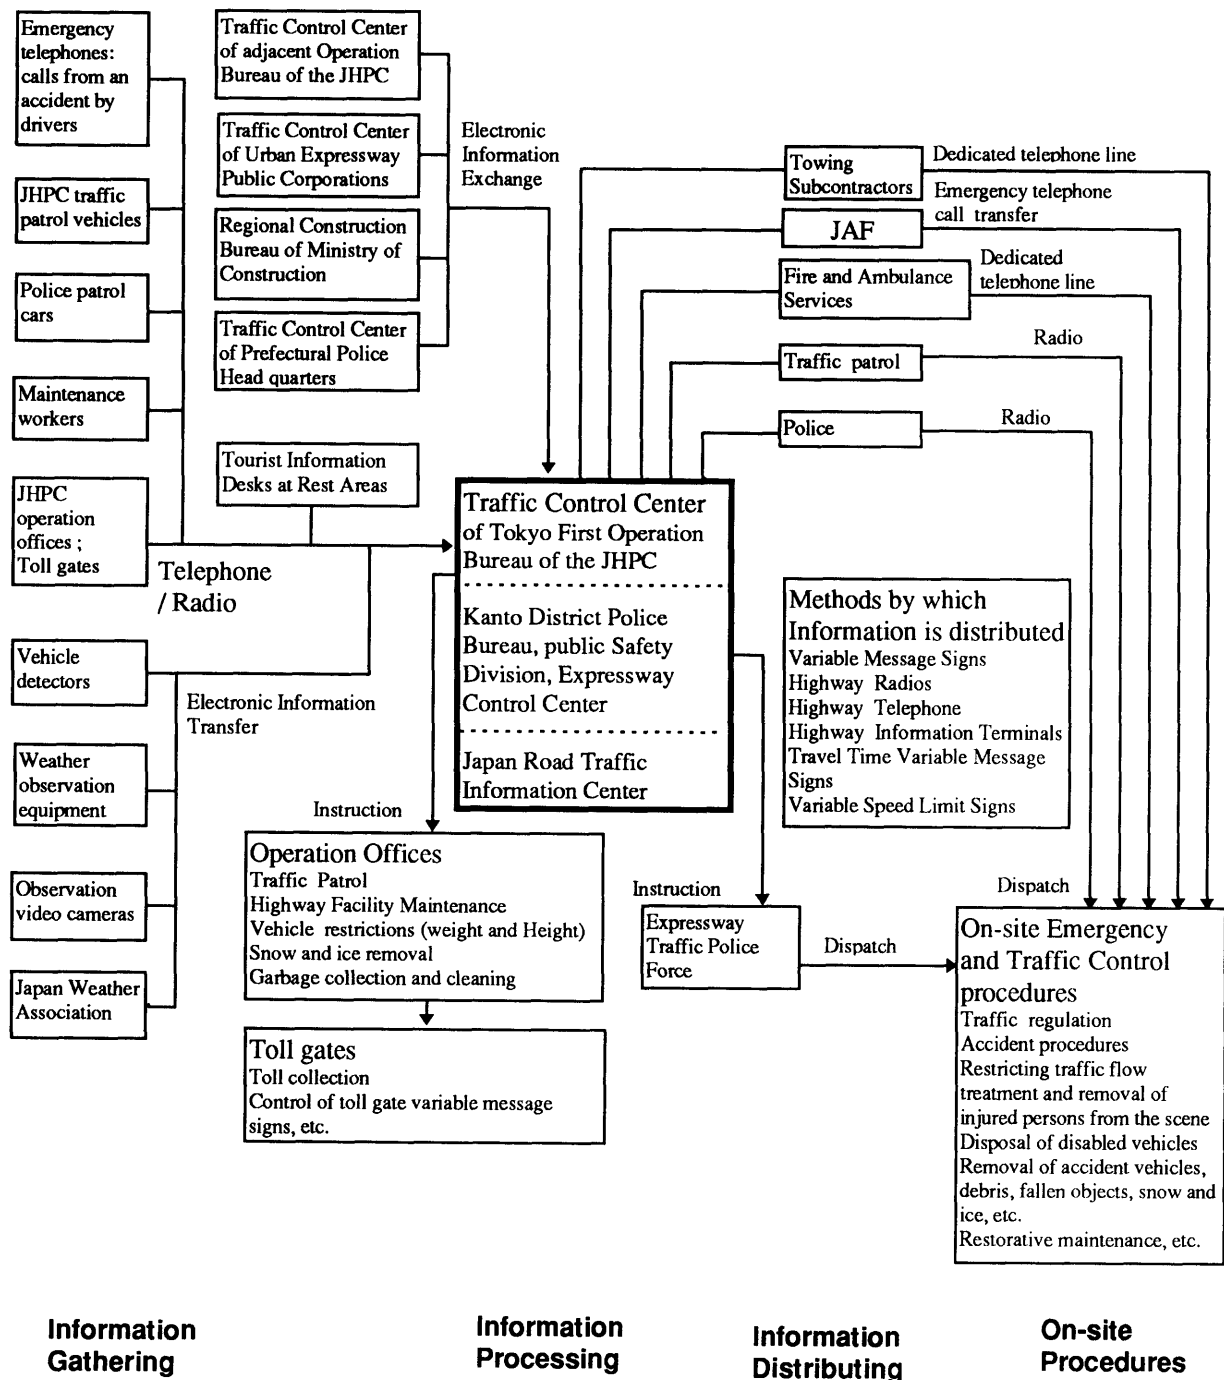 Emergency
telephones:
calls from an
accident by
drivers
JHPC traffic
patrol vehicles
Police patrol
cars
Maintenance
workers
JHPC
operation
offices ;
Toll gates
Vehicle
detectors
Weather
observation
equipment
Observation
video cameras
Japan Weather
Association
Traffic Control Center
of adjacent Operation
Bureau of the JHPC
Traffic Control Center
of Urban Expressway
Public Corporations
Regional Construction
Bureau of Ministry of
Construction
Traffic Control Center
of Prefectural Police
Head quarters
Tourist Information
Desks at Rest Areas
Electronic
Information
Exchange
Telephone
/ Radio
Electronic Information
Transfer
Traffic Control Center
of Tokyo First Operation
Bureau of the JHPC
Kanto District Police
Bureau, public Safety
Division, Expressway
Control Center
Japan Road Traffic
Information Center
Instruction
Operation Offices
Traffic Patrol
Highway Facility Maintenance
Vehicle restrictions (weight and Height)
Snow and ice removal
Garbage collection and cleaning
Toll gates
Toll collection
Control of toll gate variable message
signs, etc.
Towing
Subcontractors
Dedicated telephone line
JAF
Emergency telephone
call transfer
Fire and Ambulance
Services
Dedicated
telephone line
Traffic patrol
Radio
Police
Radio
Methods by which
Information is distributed
Variable Message Signs
Highway Radios
Highway Telephone
Highway Information Terminals
Travel Time Variable Message
Signs
Variable Speed Limit Signs
Instruction
Expressway
Traffic Police
Force
Dispatch
Dispatch
On-site Emergency
and Traffic Control
procedures
Traffic regulation
Accident procedures
Restricting traffic flow
treatment and removal of
injured persons from the scene
Disposal of disabled vehicles
Removal of accident vehicles,
debris, fallen objects, snow and
ice, etc.
Restorative maintenance, etc.
Information
Gathering
Information
Processing
Information
Distributing
On-site
Procedures